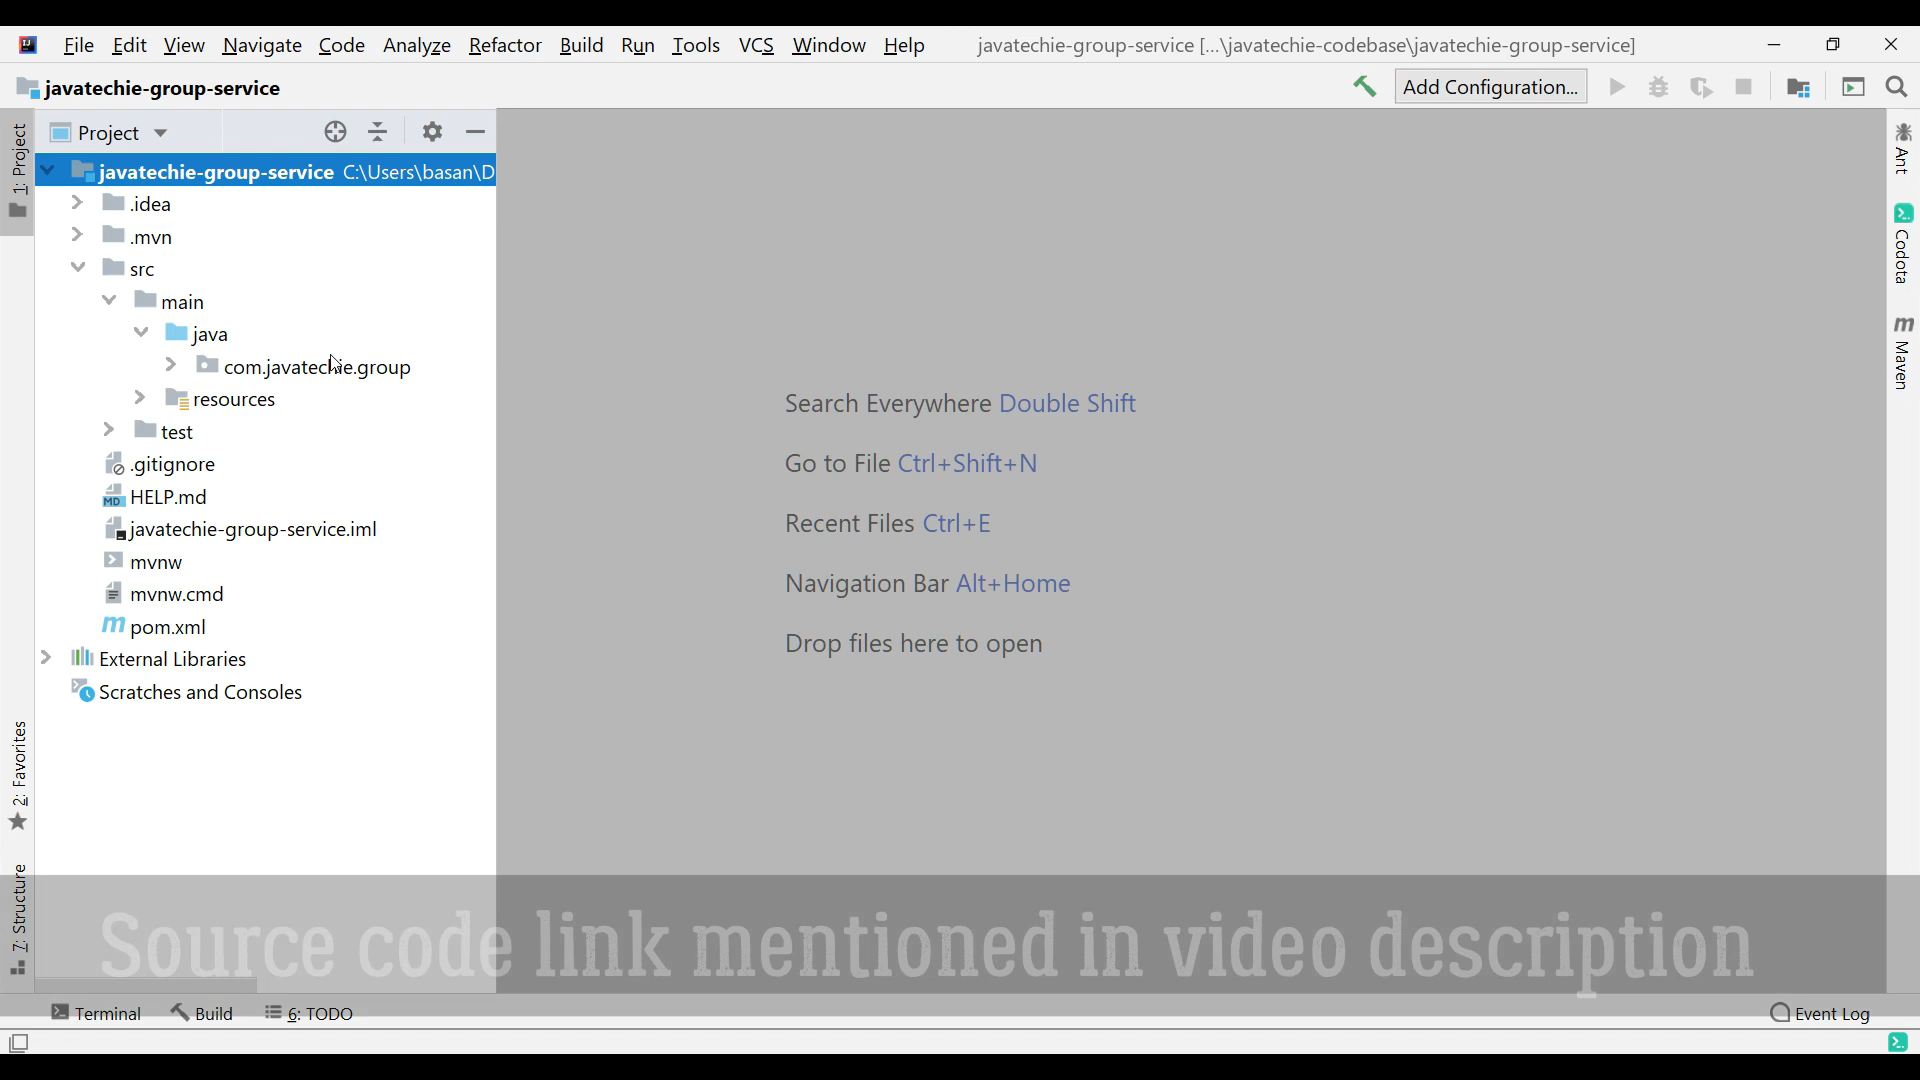 File Edit View Navigate Code Analyze Refactor Build Run Tools VCS Window Help javatechie-group-service [...\javatechie-codebase\javatechie-group-service]
javatechie-group-service
Add Configuration...
1: Project
Project
javatechie-group-service C:\Users\basan\D
.idea
.mvn
src
main
java
com.javatechie.group
resources
test
.gitignore
MD HELP.md
javatechie-group-service.iml
mvnw
mvnw.cmd
m pom.xml
External Libraries
Scratches and Consoles
Search Everywhere Double Shift
Go to File Ctrl+Shift+N
Recent Files Ctrl+E
Navigation Bar Alt+Home
Drop files here to open
Ant
Codota
m Maven
2: Favorites
7: Structure
Source code link mentioned in video description
Terminal Build 6: TODO Event Log